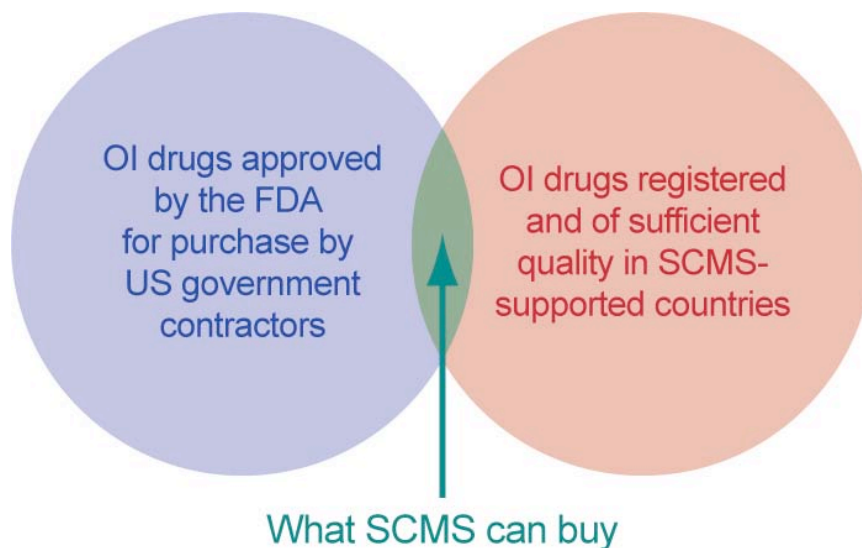 OI drugs approved
by the FDA
for purchase by
US government
contractors
OI drugs registered
and of sufficient
quality in SCMS-
supported countries
What SCMS can buy